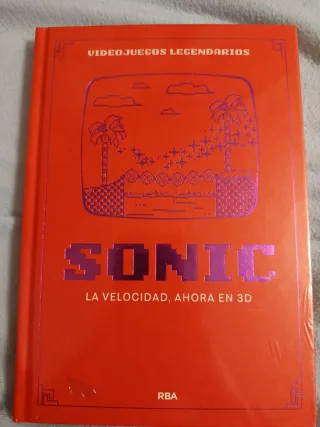 VIDEOJUEGOS LEGENDARIOS
SONIC
LA VELOCIDAD, AHORA EN 3D
RBA